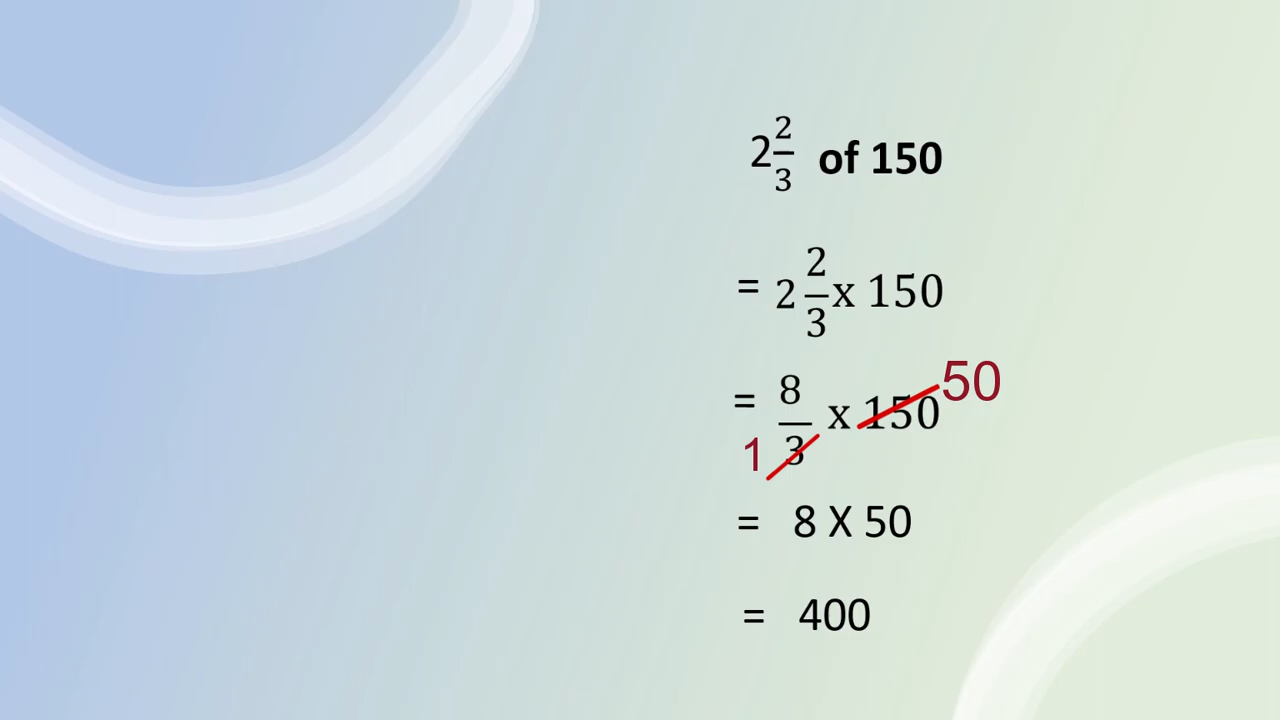 2 2/3 of 150
= 2 2/3 x 150
= 8/3 x 150 50
1
= 8 X 50
= 400